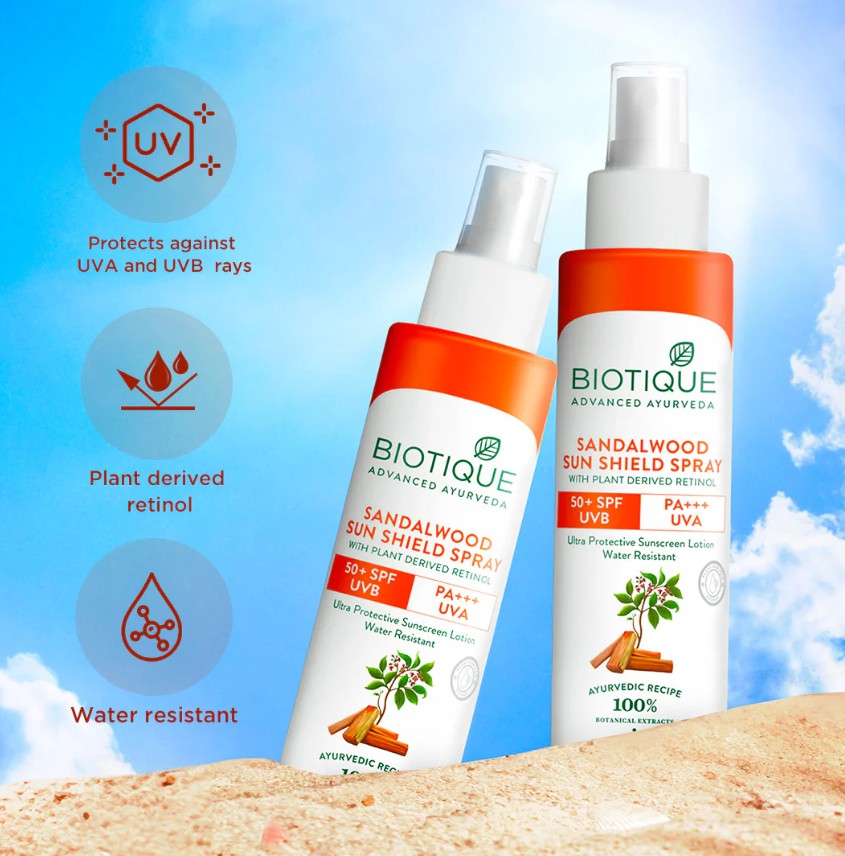 UV
Protects against
UVA and UVB rays
Plant derived
retinol
Water resistant
BIOTIQUE
ADVANCED AYURVEDA
SANDALWOOD
SUN SHIELD SPRAY
WITH PLANT DERIVED RETINOL
50+ SPF
UVB
PA+++
UVA
Ultra Protective Sunscreen Lotion
Water Resistant
AYURVEDIC
BIOTIQUE
ADVANCED AYURVEDA
SANDALWOOD
SUN SHIELD SPRAY
WITH PLANT DERIVED RETINOL
50+ SPF
UVB
PA+++
UVA
Ultra Protective Sunscreen Lotion
Water Resistant
AYURVEDIC RECIPE
100%
BOTANICAL EXTRACTS